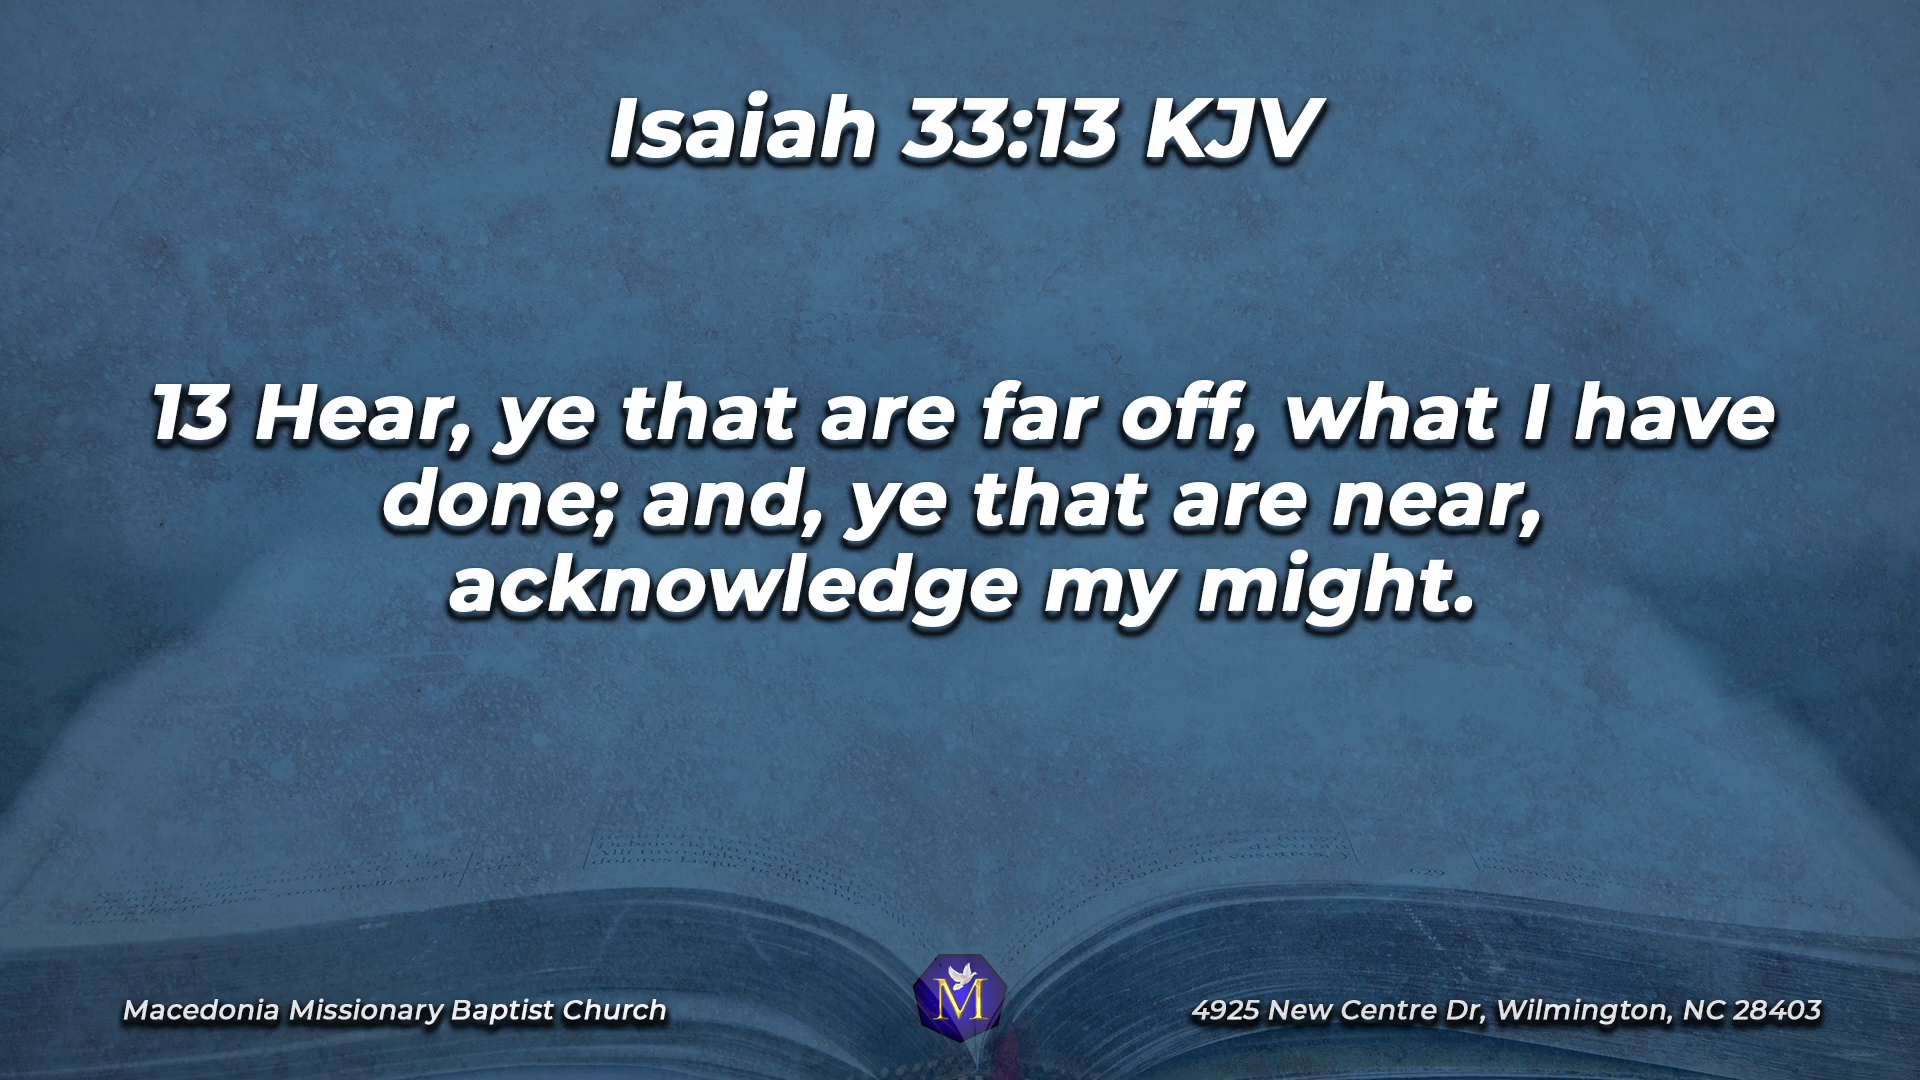 Isaiah 33:13 KJV
13 Hear, ye that are far off, what I have
done; and, ye that are near,
acknowledge my might.
Macedonia Missionary Baptist Church
M
4925 New Centre Dr, Wilmington, NC 28403